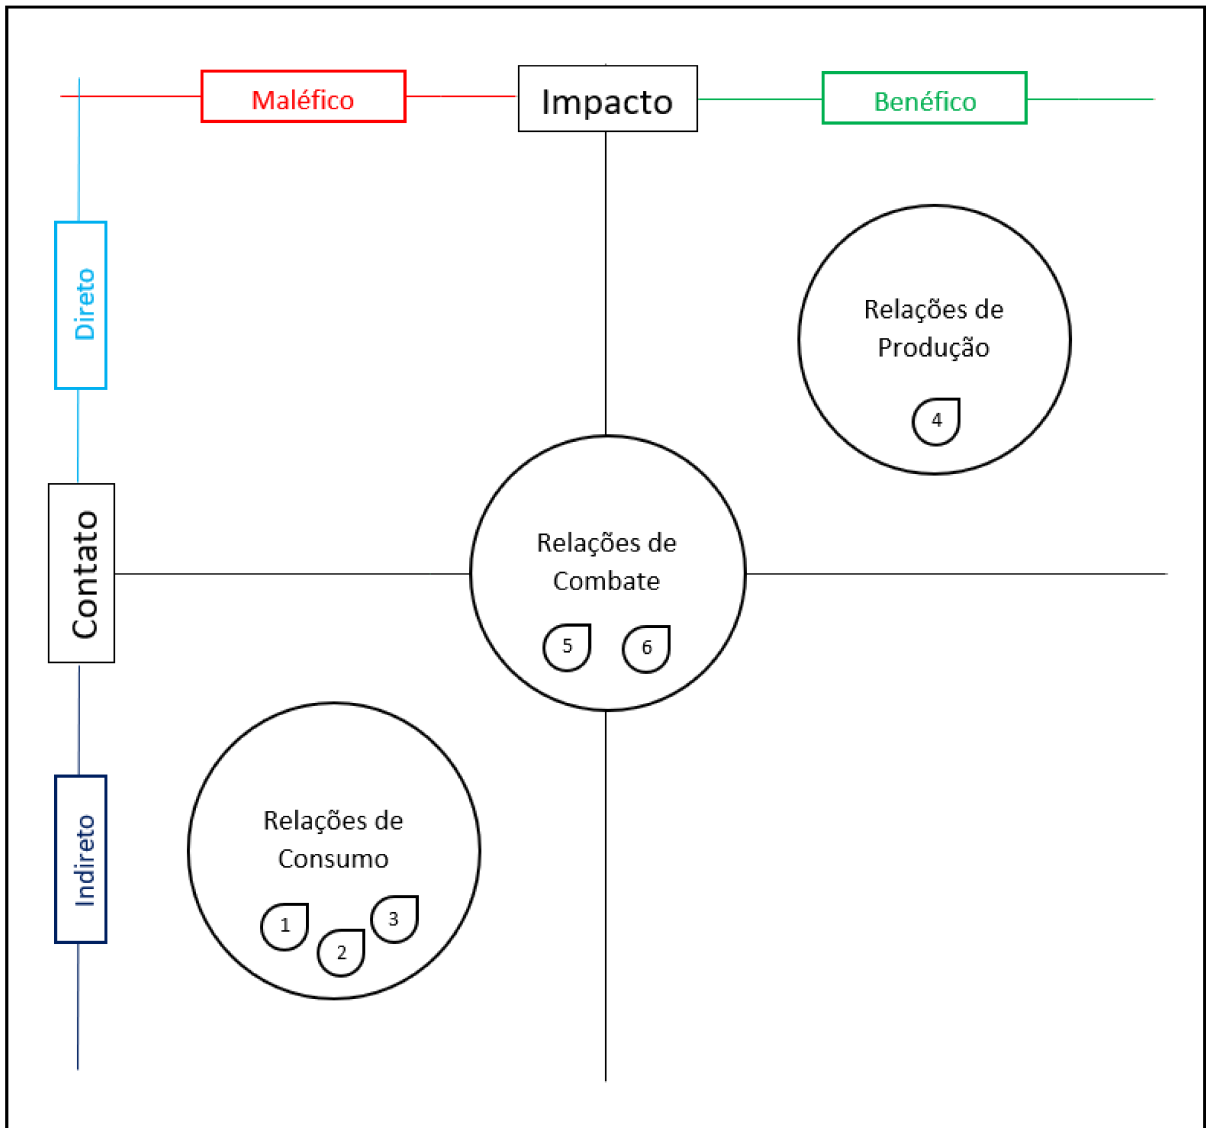 Maléfico
Impacto
Benéfico
Direto
Relações de
Produção
4
Contato
Relações de
Combate
5
6
Indireto
Relações de
Consumo
1
2
3